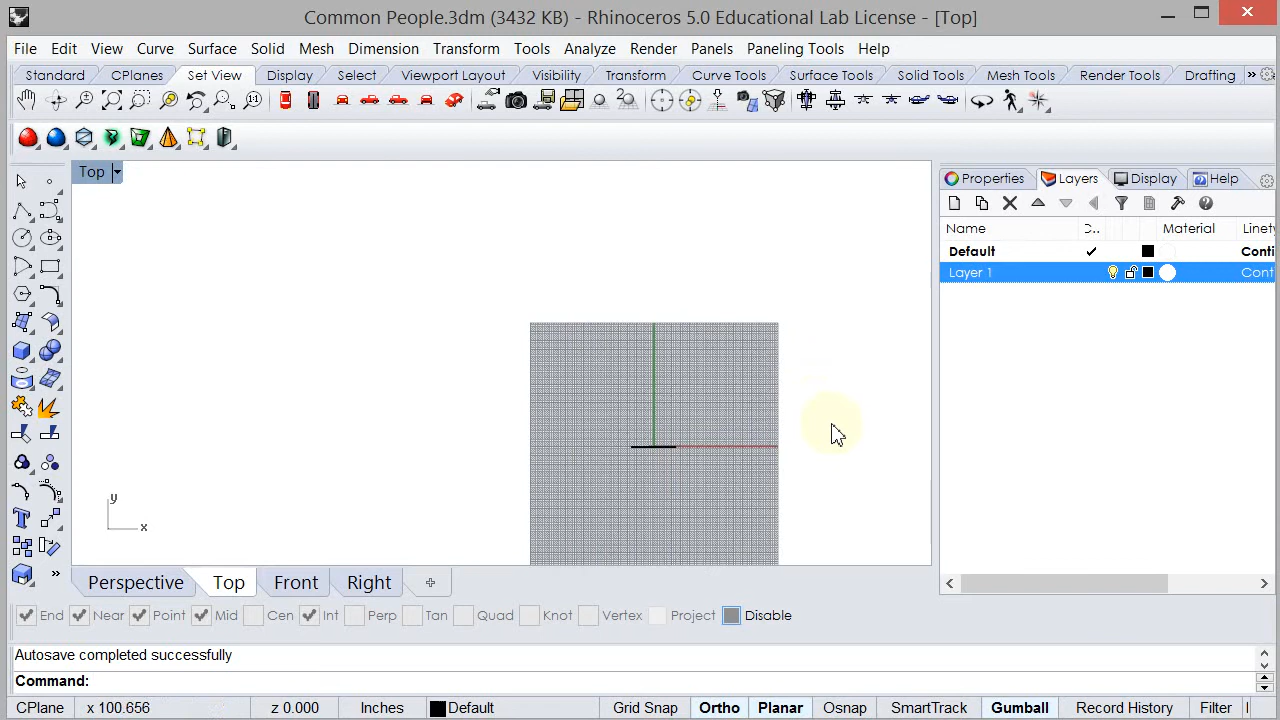 Common People.3dm (3432 KB) - Rhinoceros 5.0 Educational Lab License - [Top]
File Edit View Curve Surface Solid Mesh Dimension Transform Tools Analyze Render Panels Paneling Tools Help
Standard CPlanes Set View Display Select Viewport Layout Visibility Transform Curve Tools Surface Tools Solid Tools Mesh Tools Render Tools Drafting »
Top
Properties Layers Display Help
Name D.. Material Linety
Default Conti
Layer 1 Cont
y
x
Perspective Top Front Right
End Near Point Mid Cen Int Perp Tan Quad Knot Vertex Project Disable
Autosave completed successfully
Command:
CPlane x 100.656 z 0.000 Inches Default Grid Snap Ortho Planar Osnap SmartTrack Gumball Record History Filter